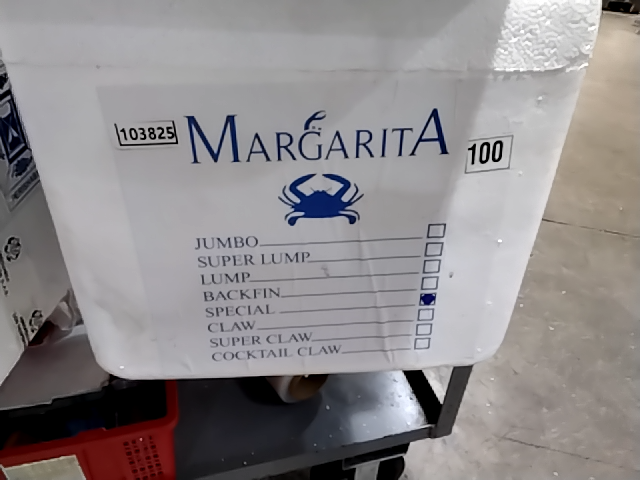 103825
MARGARITA
100
JUMBO
SUPER LUMP
LUMP
BACKFIN
SPECIAL
CLAW
SUPER CLAW
COCKTAIL CLAW